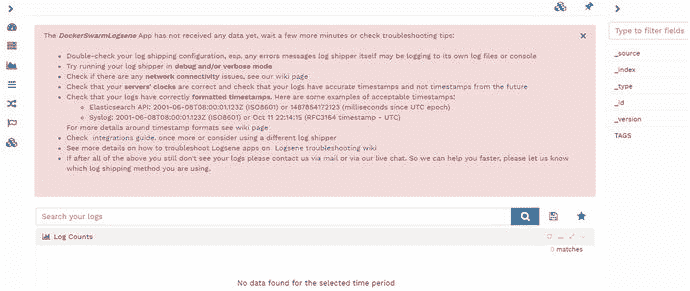 The DockerSwarmLogsene App has not received any data yet, wait a few more minutes or check troubleshooting tips:
Double-check your log shipping configuration, esp. any errors messages log shipper itself may be logging to its own log files or console
Try running your log shipper in debug and/or verbose mode
Check if there are any network connectivity issues, see our wiki page
Check that your servers' clocks are correct and check that your logs have accurate timestamps and not timestamps from the future
Check that your logs have correctly formatted timestamps. Here are some examples of acceptable timestamps:
Elasticsearch API: 2001-06-08T08:00:01.123Z (ISO8601) or 1487854172123 (milliseconds since UTC epoch)
Syslog: 2001-06-08T08:00:01.123Z (ISO8601) or Oct 11 22:14:15 (RFC3164 timestamp - UTC)
For more details around timestamp formats see wiki page
Check integrations guide, once more or consider using a different log shipper
See more details on how to troubleshoot Logsene apps on Logsene troubleshooting wiki
If after all of the above you still don't see your logs please contact us via mail or via our live chat. So we can help you faster, please let us know
which log shipping method you are using.
Search your logs
Log Counts
0 matches
No data found for the selected time period
Type to filter fields
_source
_index
_type
_id
_version
TAGS